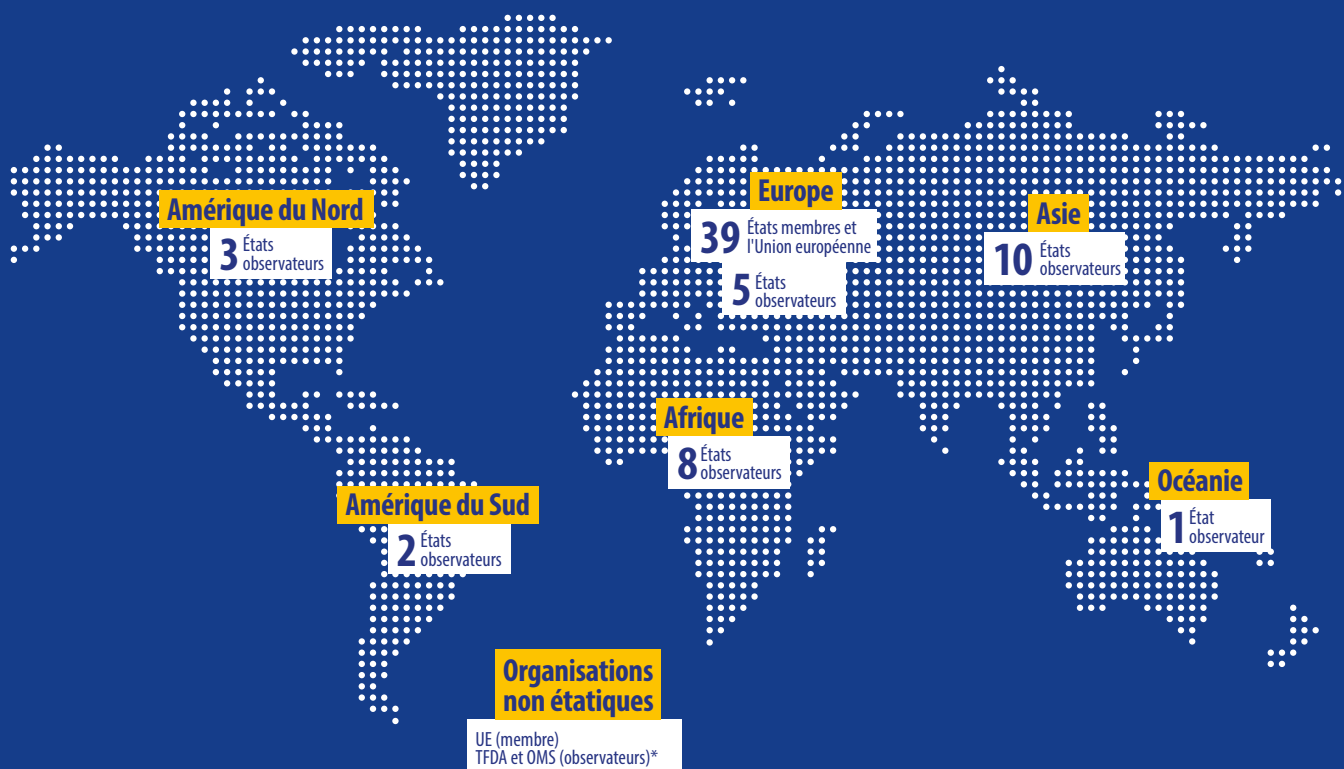 Amérique du Nord
3 États
observateurs
Europe
39 États membres et
l'Union européenne
5 États
observateurs
Asie
10 États
observateurs
Afrique
8 États
observateurs
Amérique du Sud
2 États
observateurs
Océanie
1 État
observateur
Organisations
non étatiques
UE (membre)
TFDA et OMS (observateurs)*